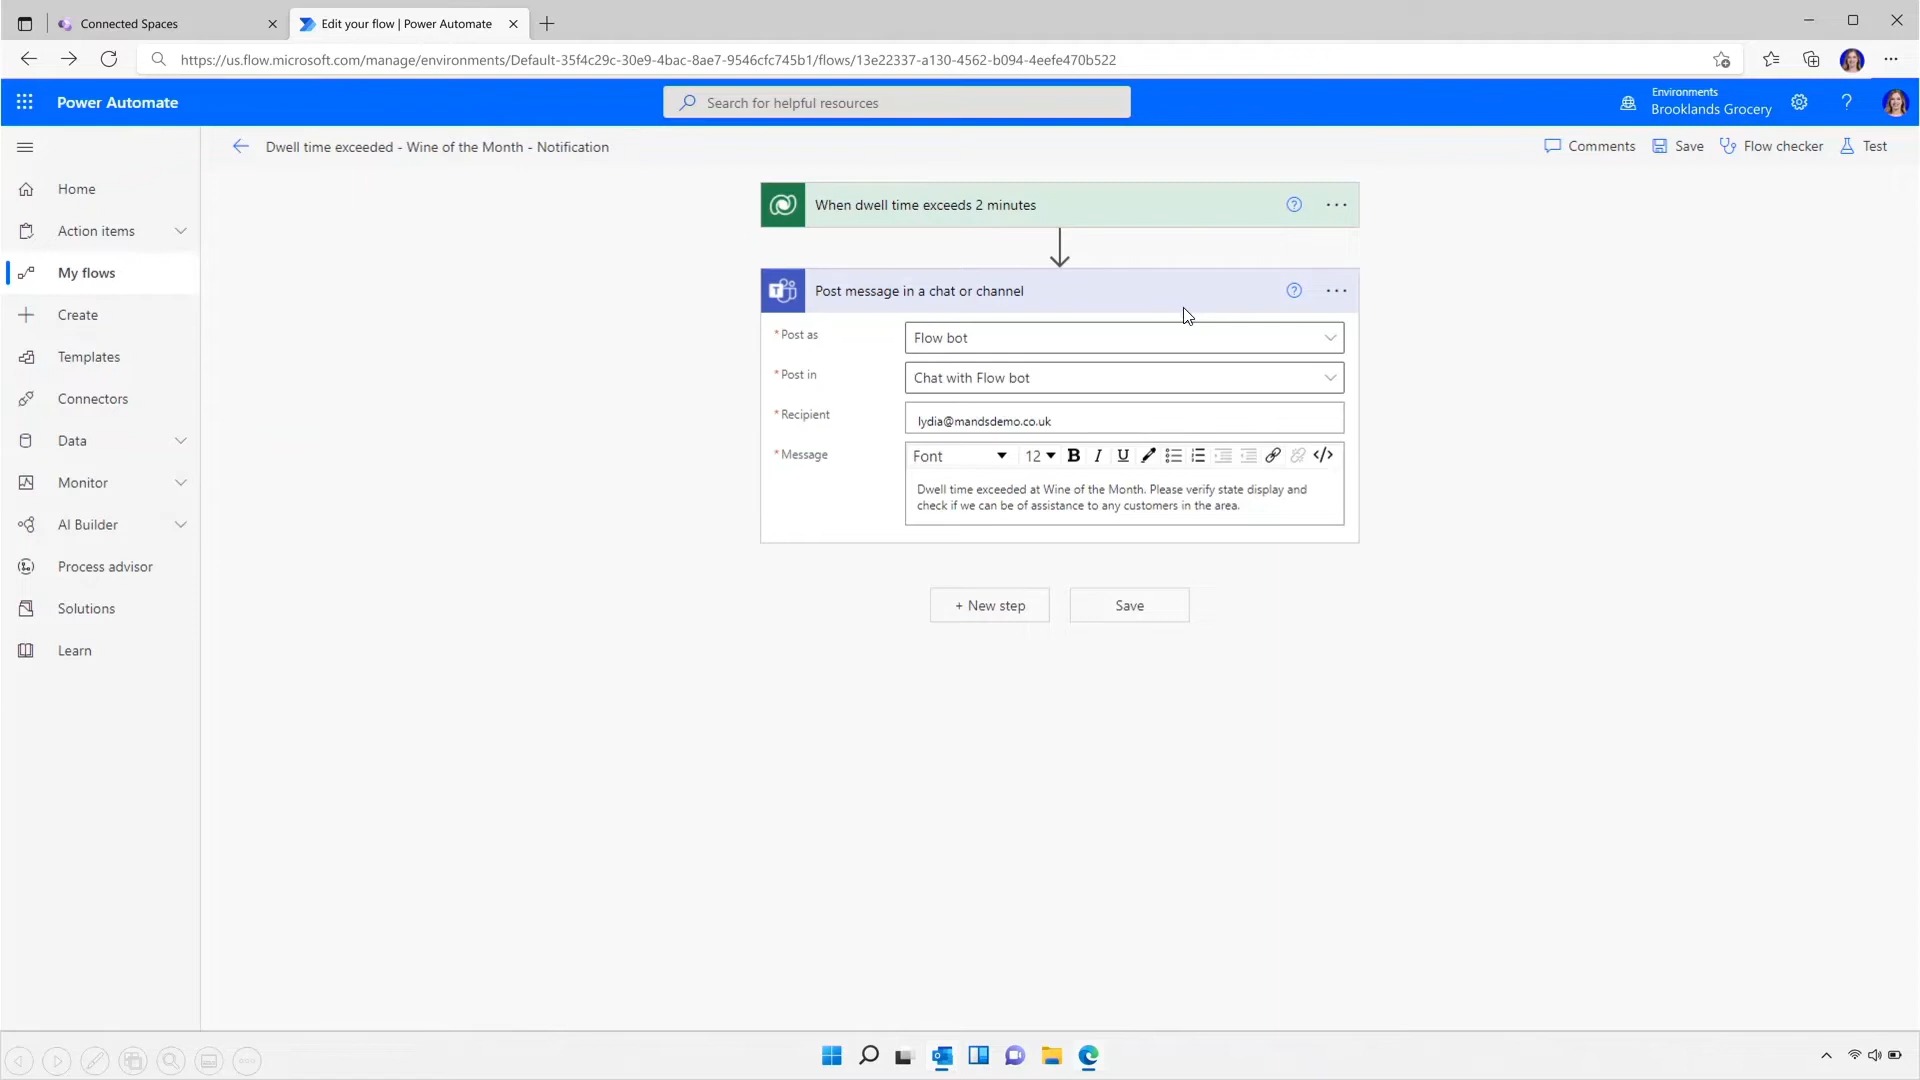 Connected Spaces
Edit your flow | Power Automate
https://us.flow.microsoft.com/manage/environments/Default-35f4c29c-30e9-4bac-8ae7-9546cfc745b1/flows/13e22337-a130-4562-b094-4eefe470b522
Power Automate
Search for helpful resources
Environments
Brooklands Grocery
?
Dwell time exceeded - Wine of the Month - Notification
Comments
Save
Flow checker
Test
Home
Action items
My flows
Create
Templates
Connectors
Data
Monitor
AI Builder
Process advisor
Solutions
Learn
When dwell time exceeds 2 minutes
Post message in a chat or channel
* Post as
Flow bot
* Post in
Chat with Flow bot
* Recipient
lydia@mandsdemo.co.uk
* Message
Font 12 B I U </>
Dwell time exceeded at Wine of the Month. Please verify state display and
check if we can be of assistance to any customers in the area.
+ New step
Save